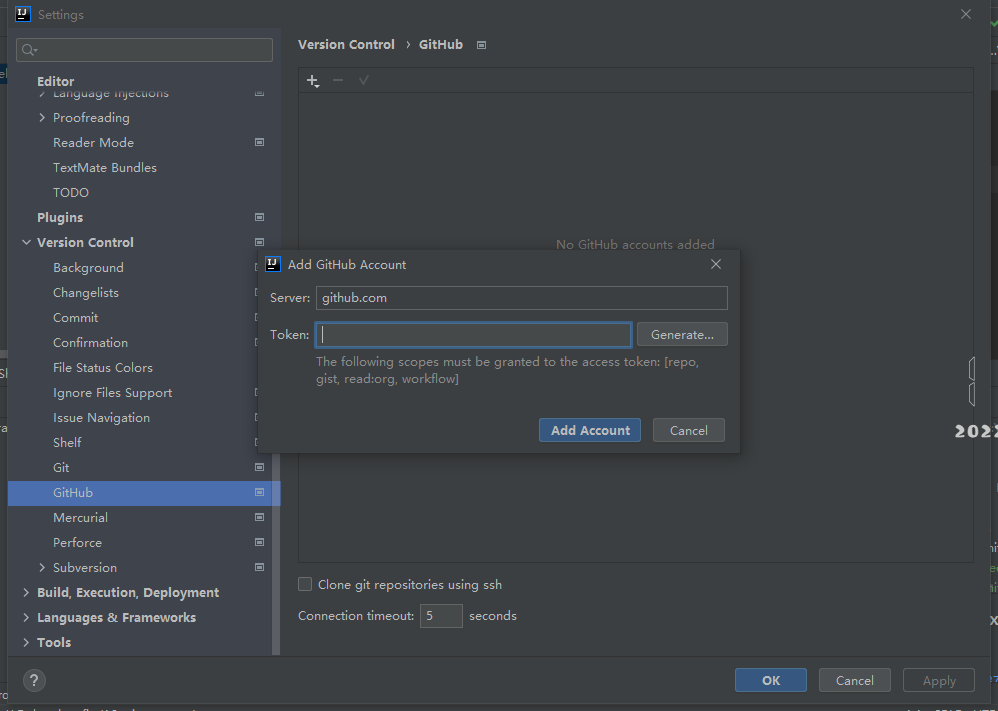 Settings
Version Control › GitHub
Editor
Language Injections
Proofreading
Reader Mode
TextMate Bundles
TODO
Plugins
Version Control
Background
Changelists
Commit
Confirmation
File Status Colors
Ignore Files Support
Issue Navigation
Shelf
Git
GitHub
Mercurial
Perforce
Subversion
Build, Execution, Deployment
Languages & Frameworks
Tools
No GitHub accounts added
Add GitHub Account
Server: github.com
Token: Generate...
The following scopes must be granted to the access token: [repo,
gist, read:org, workflow]
Add Account Cancel
Clone git repositories using ssh
Connection timeout: 5 seconds
? OK Cancel Apply